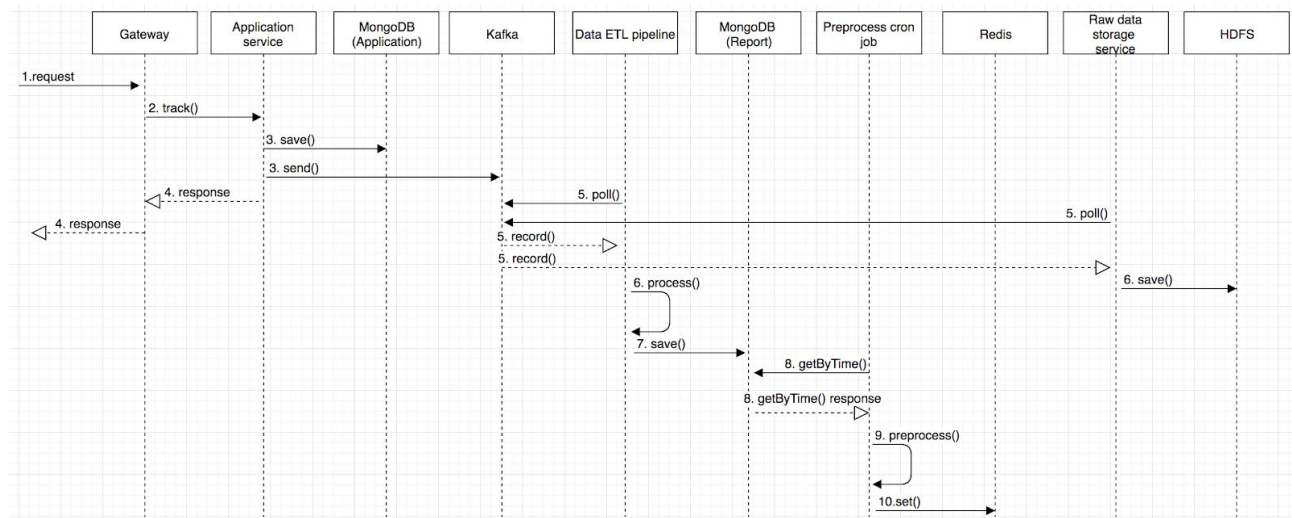 Gateway
Application
service
MongoDB
(Application)
Kafka
Data ETL pipeline
MongoDB
(Report)
Preprocess cron
job
Redis
Raw data
storage
service
HDFS
1.request
2. track()
3. save()
3. send()
4. response
5. poll()
5. poll()
4. response
5. record()
5. record()
6. save()
6. process()
7. save()
8. getByTime()
8. getByTime() response
9. preprocess()
10.set()